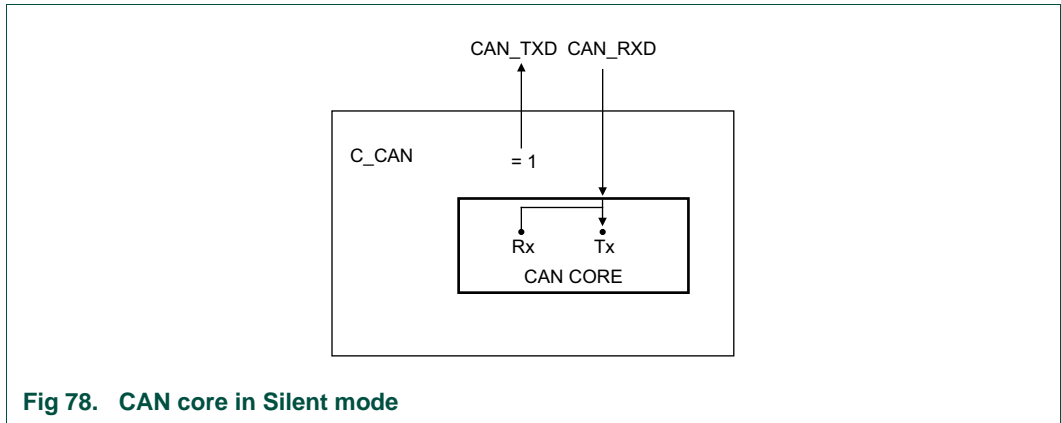 CAN_TXD CAN_RXD
C_CAN
= 1
Rx Tx
CAN CORE
Fig 78. CAN core in Silent mode